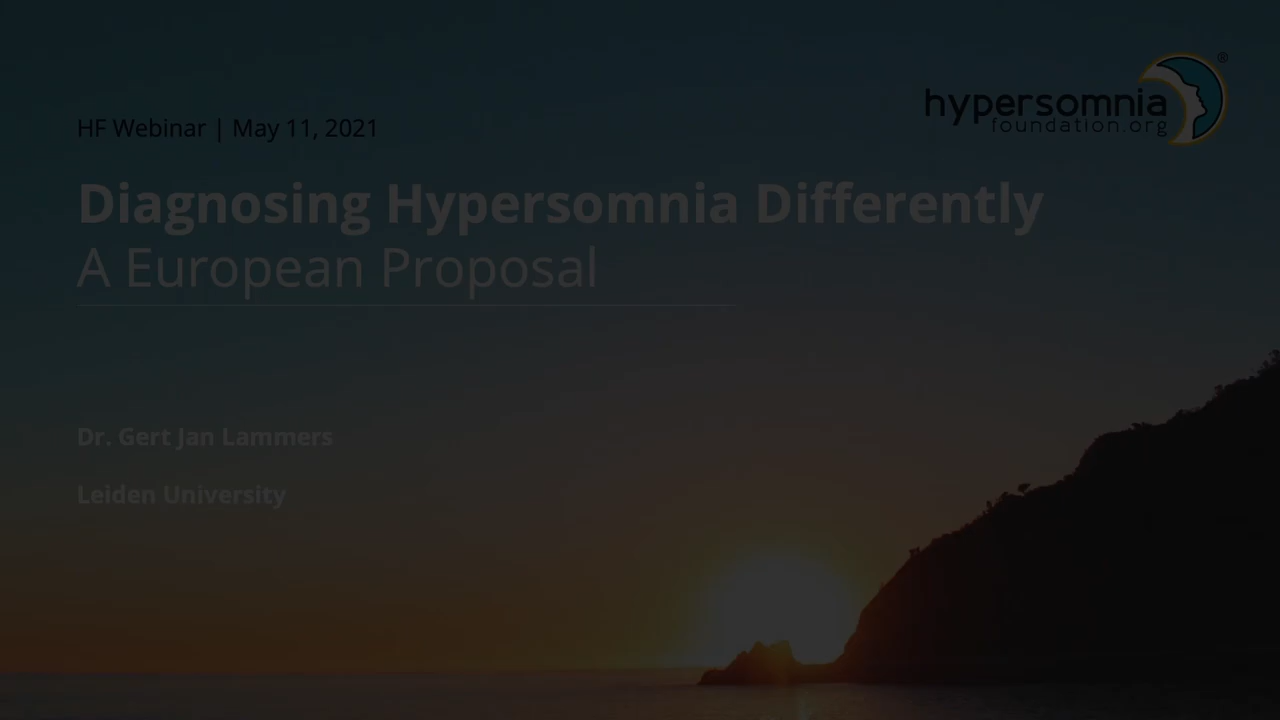 HF Webinar | May 11, 2021
hypersomnia
foundation.org
®
Diagnosing Hypersomnia Differently
A European Proposal
Dr. Gert Jan Lammers
Leiden University